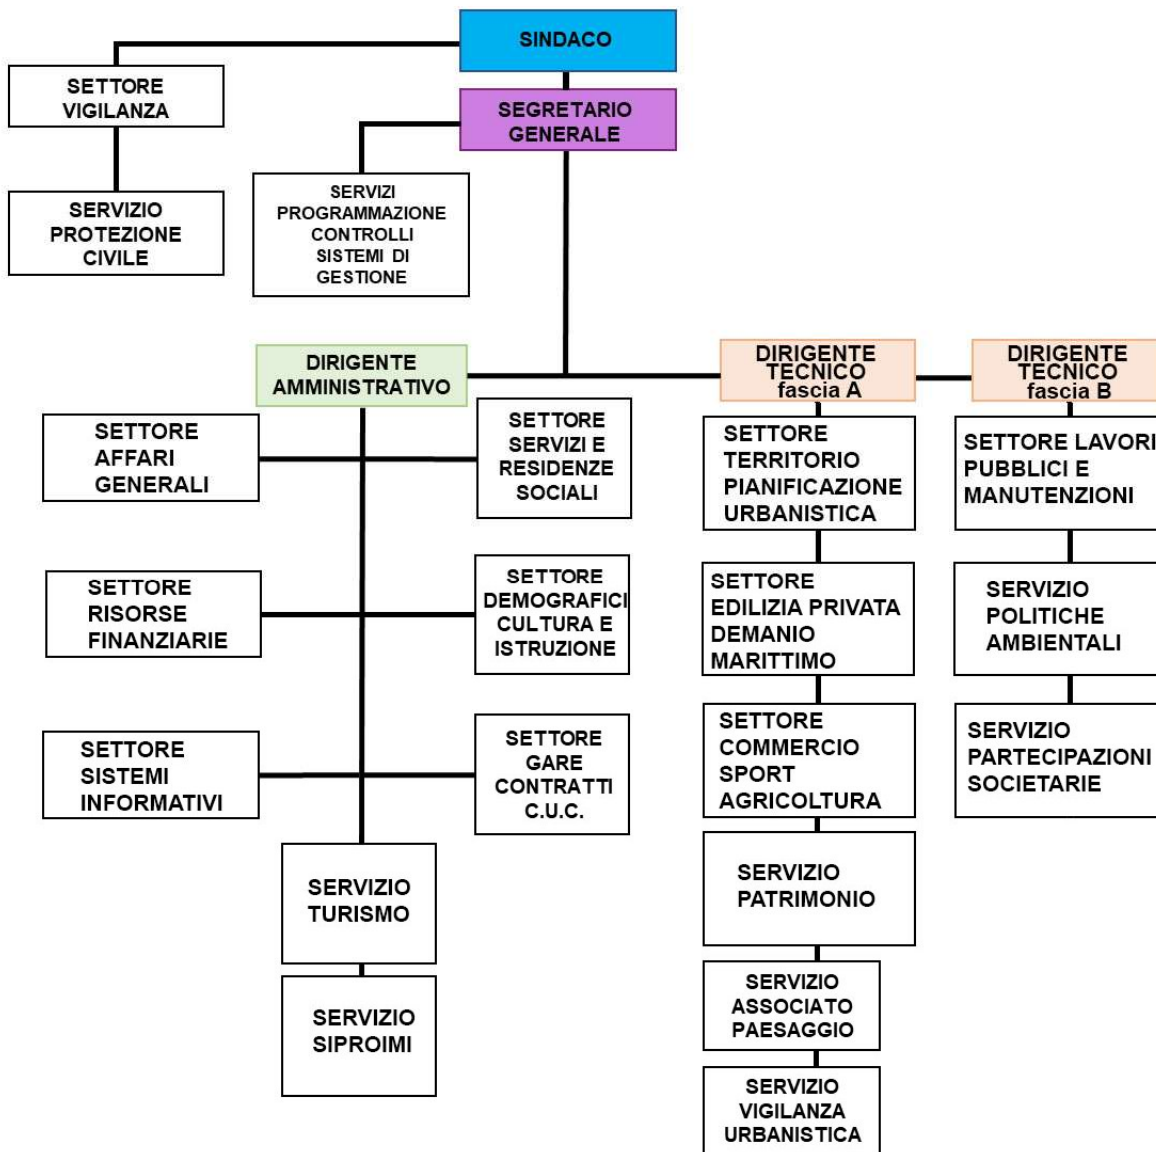 SINDACO
SETTORE
VIGILANZA
SEGRETARIO
GENERALE
SERVIZIO
PROTEZIONE
CIVILE
SERVIZI
PROGRAMMAZIONE
CONTROLLI
SISTEMI DI
GESTIONE
DIRIGENTE
AMMINISTRATIVO
DIRIGENTE
TECNICO
fascia A
DIRIGENTE
TECNICO
fascia B
SETTORE
AFFARI
GENERALI
SETTORE
SERVIZI E
RESIDENZE
SOCIALI
SETTORE
TERRITORIO
PIANIFICAZIONE
URBANISTICA
SETTORE LAVORI
PUBBLICI E
MANUTENZIONI
SETTORE
RISORSE
FINANZIARIE
SETTORE
DEMOGRAFICI
CULTURA E
ISTRUZIONE
SETTORE
EDILIZIA PRIVATA
DEMANIO
MARITTIMO
SERVIZIO
POLITICHE
AMBIENTALI
SETTORE
SISTEMI
INFORMATIVI
SETTORE
GARE
CONTRATTI
C.U.C.
SETTORE
COMMERCIO
SPORT
AGRICOLTURA
SERVIZIO
PARTECIPAZIONI
SOCIETARIE
SERVIZIO
TURISMO
SERVIZIO
PATRIMONIO
SERVIZIO
SIPROIMI
SERVIZIO
ASSOCIATO
PAESAGGIO
SERVIZIO
VIGILANZA
URBANISTICA